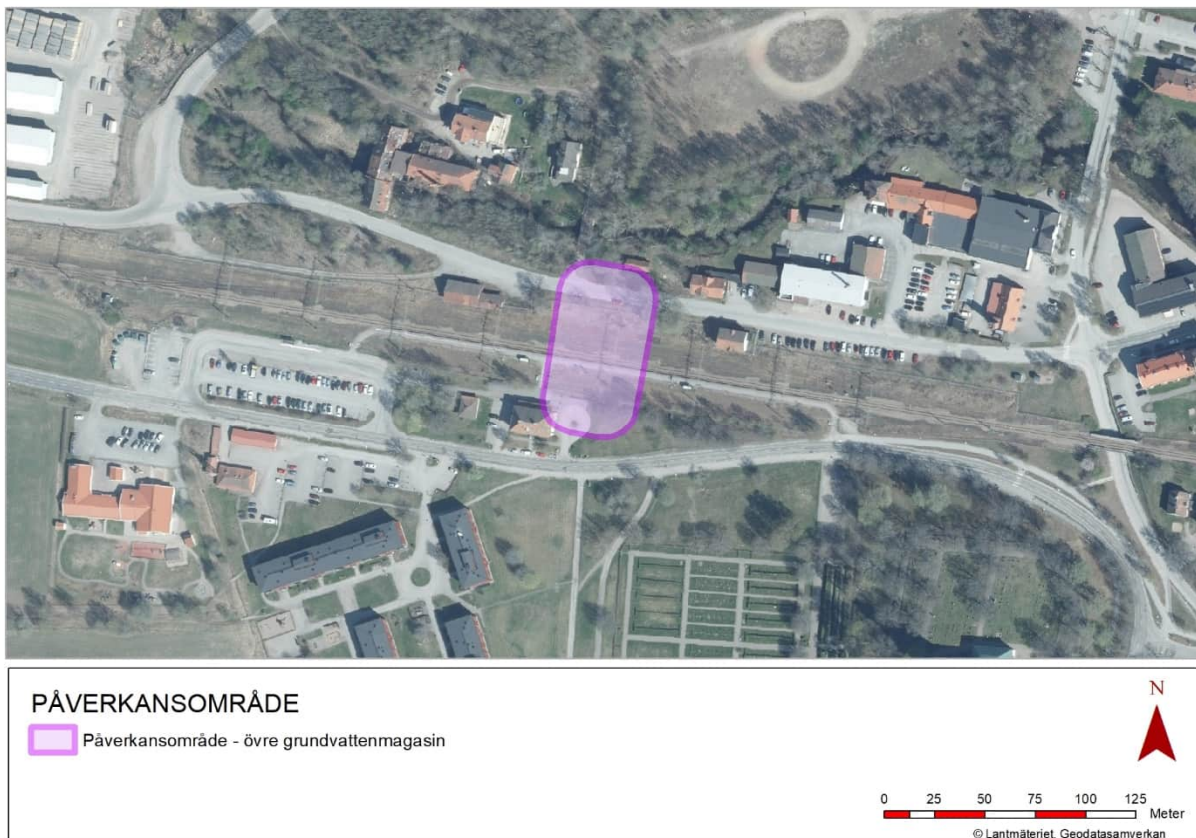 PÅVERKANSOMRÅDE
Påverkansområde - övre grundvattenmagasin
N
0 25 50 75 100 125
Meter
© Lantmäteriet, Geodatasamverkan